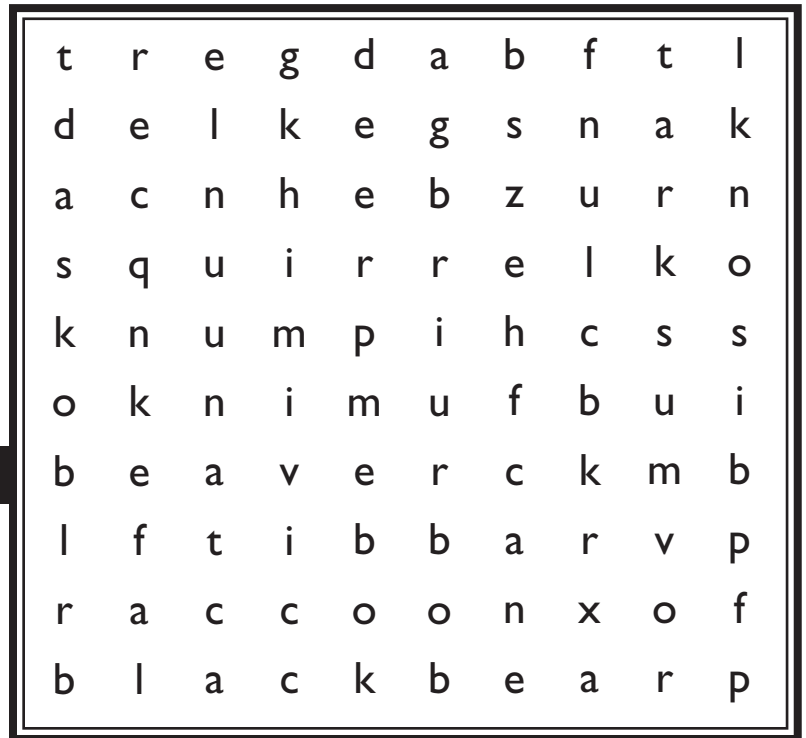 t r e g d a b f t l
d e l k e g s n a k
a c n h e b z u r n
s q u i r r e l k o
k n u m p i h c s s
o k n i m u f b u i
b e a v e r c k m b
l f t i b b a r v p
r a c c o o n x o f
b l a c k b e a r p